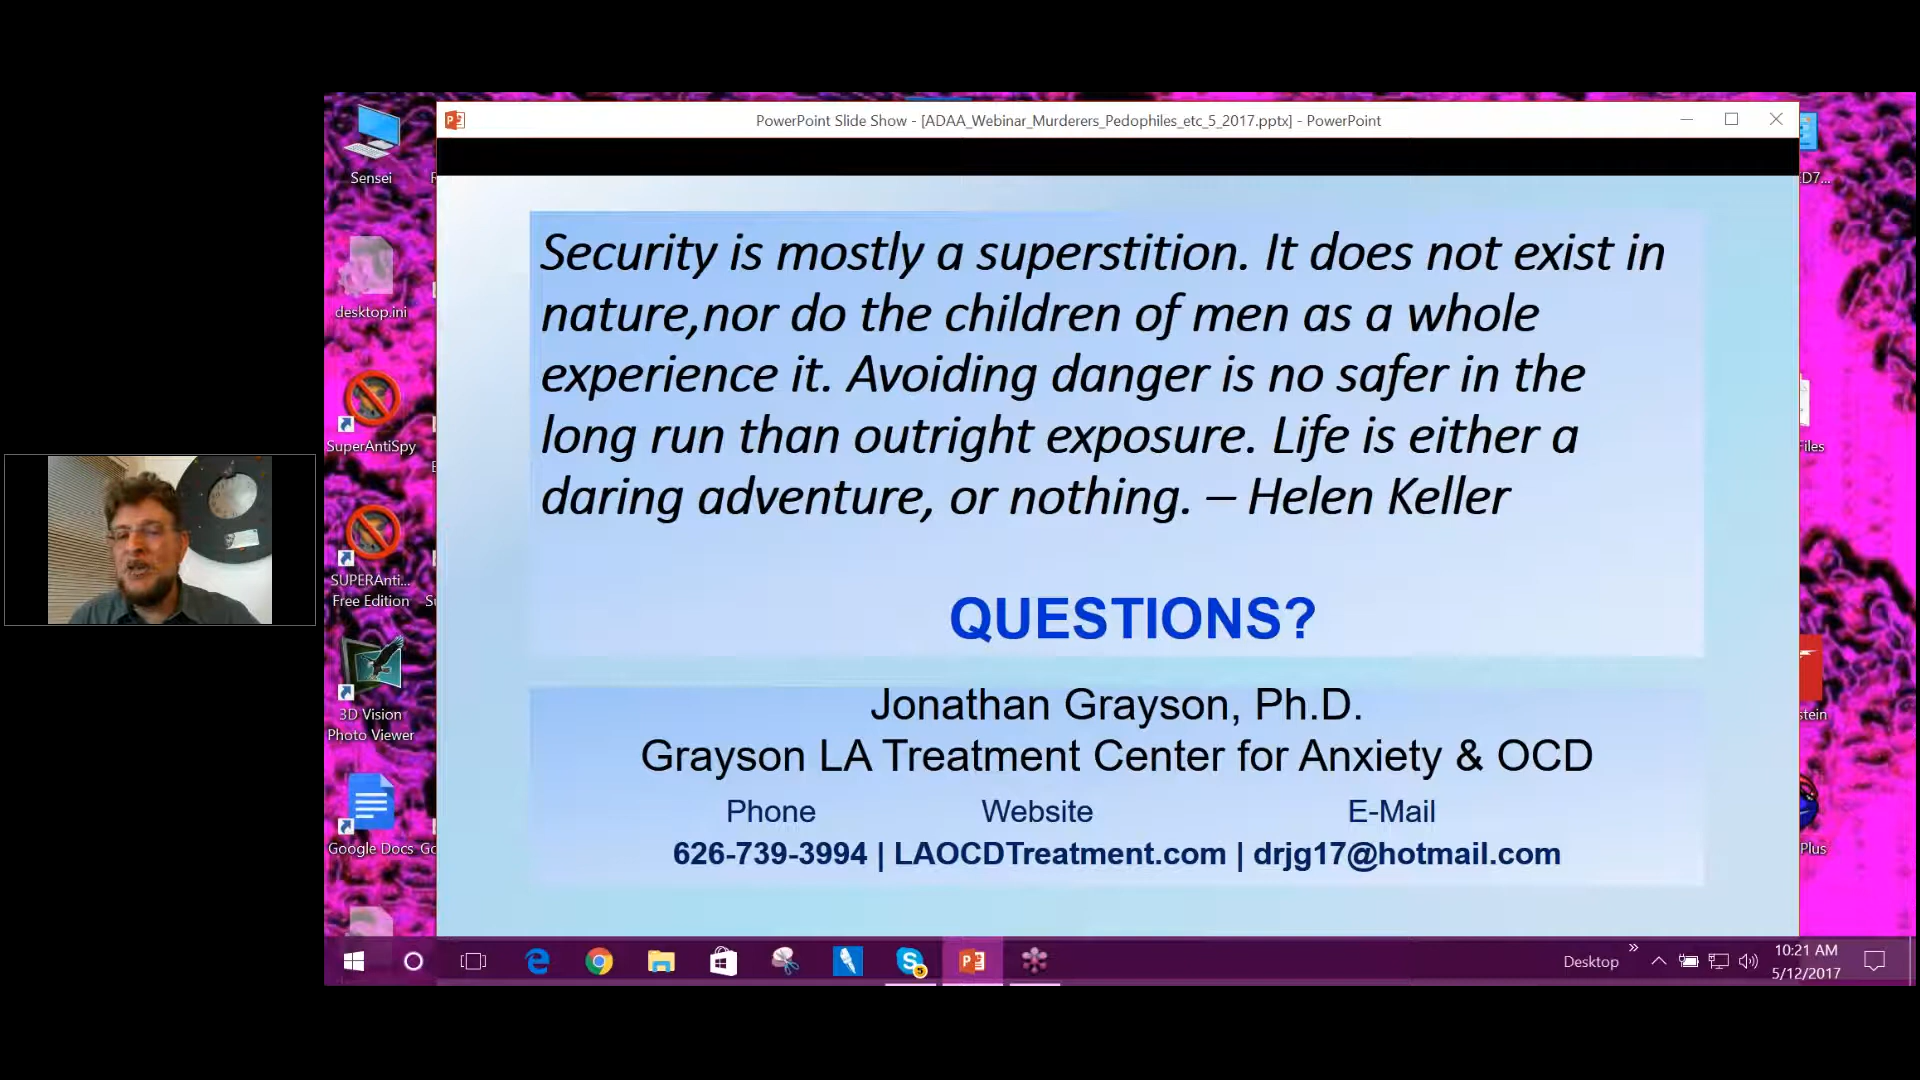 PowerPoint Slide Show - [ADAA_Webinar_Murderers_Pedophiles_etc_5_2017.pptx] - PowerPoint
Sensei
desktop.ini
SuperAntiSpy
SUPERAnti...
Free Edition
3D Vision
Photo Viewer
Google Docs
Security is mostly a superstition. It does not exist in
nature,nor do the children of men as a whole
experience it. Avoiding danger is no safer in the
long run than outright exposure. Life is either a
daring adventure, or nothing. – Helen Keller
QUESTIONS?
Jonathan Grayson, Ph.D.
Grayson LA Treatment Center for Anxiety & OCD
Phone Website E-Mail
626-739-3994 | LAOCDTreatment.com | drjg17@hotmail.com
Plus
Desktop
10:21 AM
5/12/2017